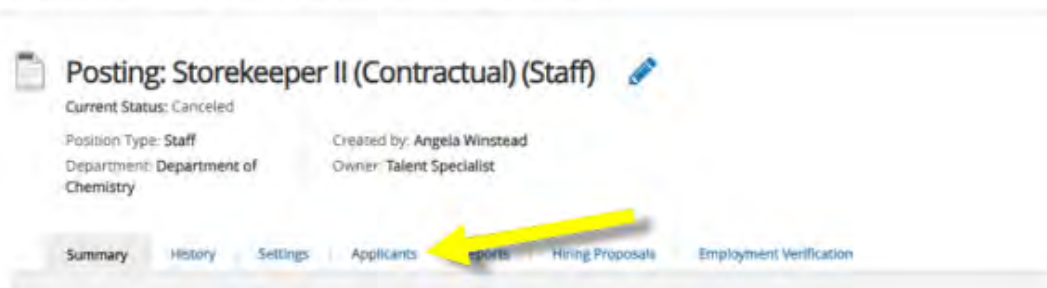 Posting: Storekeeper II (Contractual) (Staff)
Current Status: Canceled
Position Type: Staff
Created by: Angela Winstead
Department: Department of Chemistry
Owner: Talent Specialist
Summary History Settings Applicants Reports Hiring Proposals Employment Verification